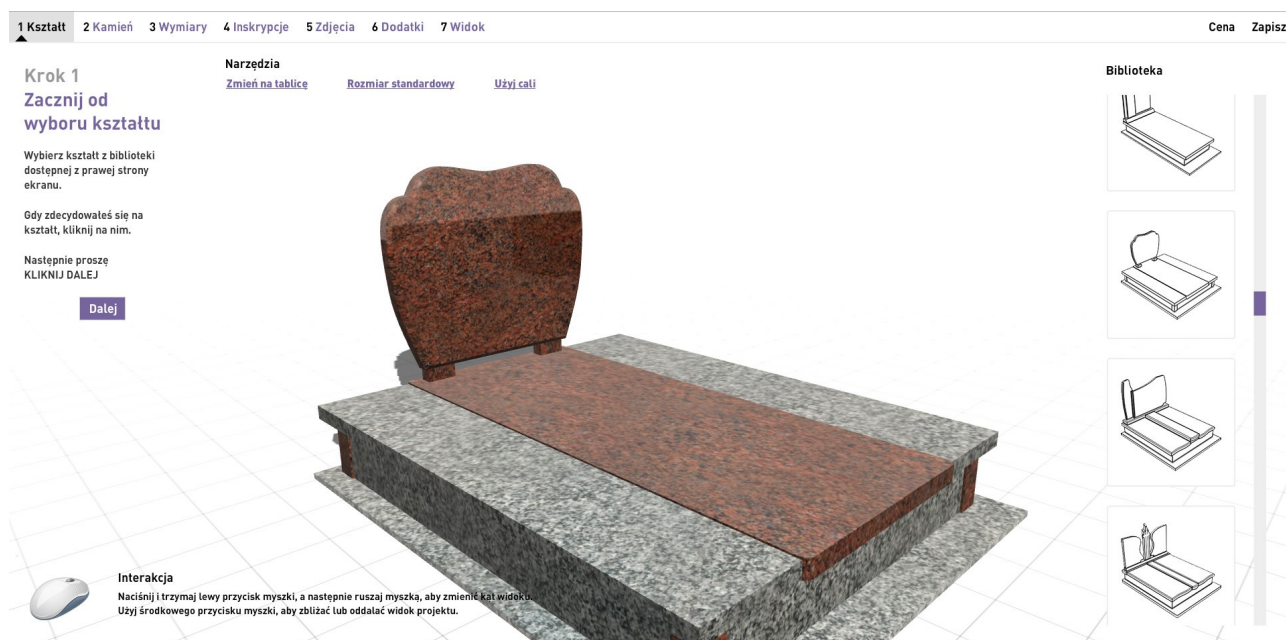 1 Kształt 2 Kamień 3 Wymiary 4 Inskrypcje 5 Zdjęcia 6 Dodatki 7 Widok Cena Zapisz
Krok 1
Zacznij od
wyboru kształtu
Wybierz kształt z biblioteki
dostępnej z prawej strony
ekranu.
Gdy zdecydowałeś się na
kształt, kliknij na nim.
Następnie proszę
KLIKNIJ DALEJ
Dalej
Narzędzia
Zmień na tablicę Rozmiar standardowy Użyj cali
Biblioteka
Interakcja
Naciśnij i trzymaj lewy przycisk myszki, a następnie ruszaj myszką, aby zmienić kat widoku.
Użyj środkowego przycisku myszki, aby zbliżać lub oddalać widok projektu.